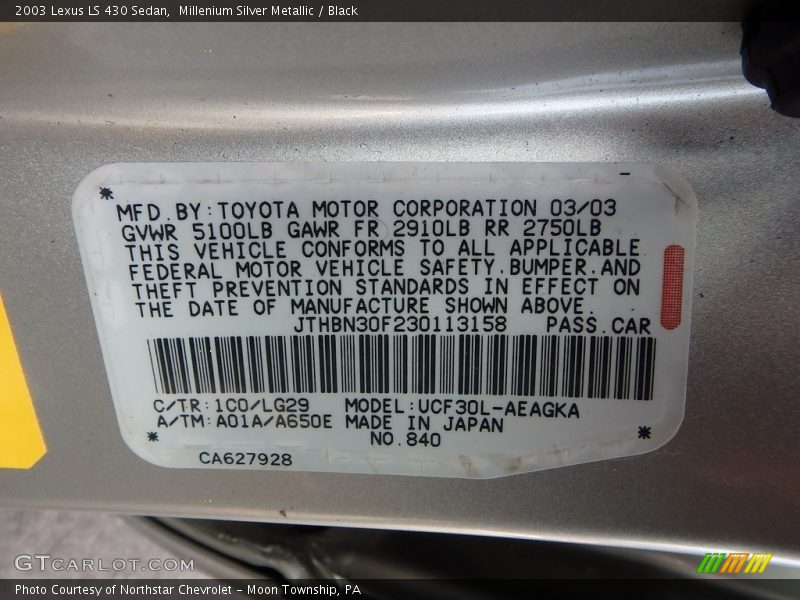 2003 Lexus LS 430 Sedan,  Millenium Silver Metallic / Black
MFD. BY:TOYOTA MOTOR CORPORATION 03/03
GVWR 5100LB GAWR FR 2910LB RR 2750LB
THIS VEHICLE CONFORMS TO ALL APPLICABLE
FEDERAL MOTOR VEHICLE SAFETY.BUMPER.AND
THEFT PREVENTION STANDARDS IN EFFECT ON
THE DATE OF MANUFACTURE SHOWN ABOVE.
JTHBN30F230113158 PASS.CAR
C/TR:1C0/LG29 MODEL:UCF30L-AEAGKA
A/TM:A01A/A650E MADE IN JAPAN
NO.840
CA627928
GTCARLOT.COM
Photo Courtesy of Northstar Chevrolet - Moon Township, PA